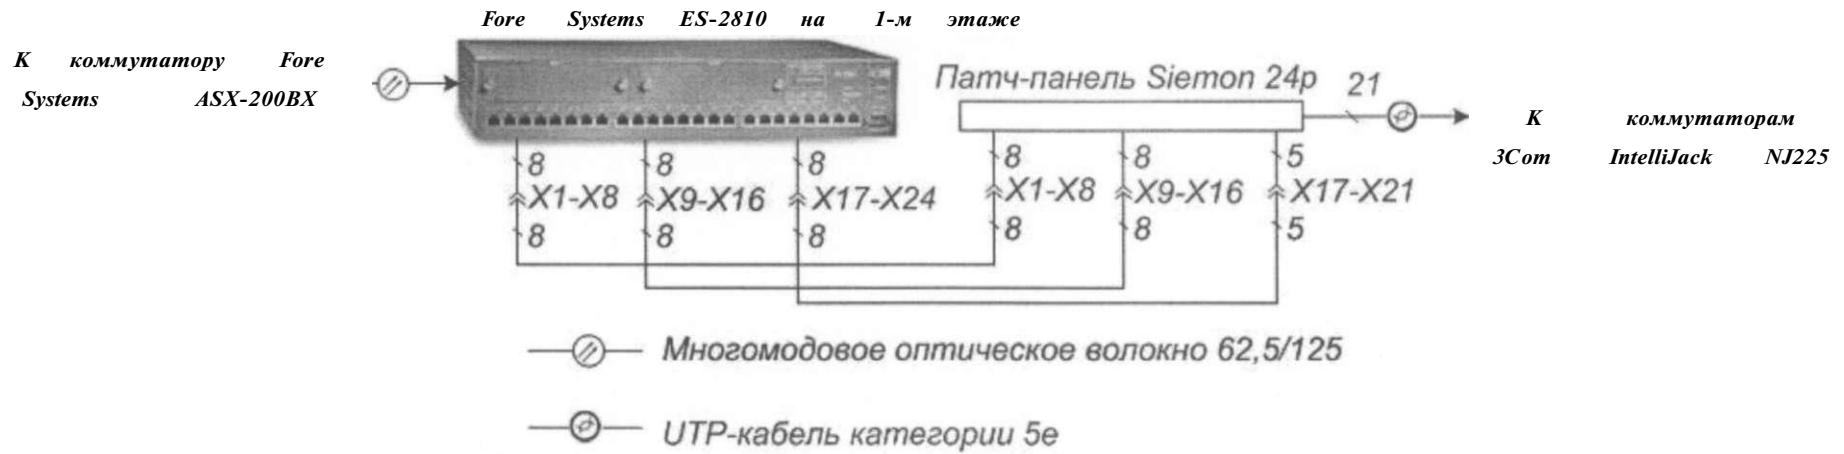 Fore Systems ES-2810 на 1-м этаже
К коммутатору Fore
Systems ASX-200BX
Патч-панель Siemon 24p 21
К коммутаторам
3Com IntelliJack NJ225
8 8 8 8 8 5
X1-X8 X9-X16 X17-X24 X1-X8 X9-X16 X17-X21
8 8 8 8 8 5
Многомодовое оптическое волокно 62,5/125
UTP-кабель категории 5е